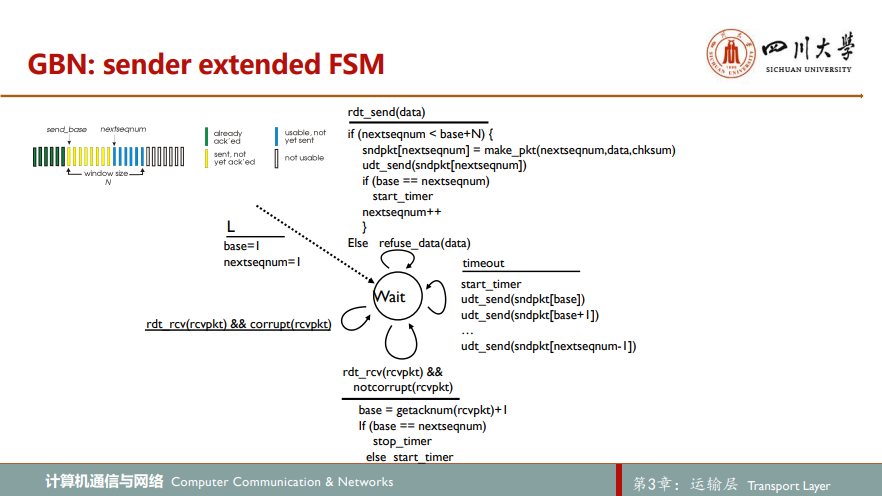 GBN: sender extended FSM
四川大学
SICHUAN UNIVERSITY
send_base nextseqnum
window size
N
already
ack'ed
sent, not
yet ack'ed
usable, not
yet sent
not usable
rdt_send(data)
if (nextseqnum < base+N) {
sndpkt[nextseqnum] = make_pkt(nextseqnum,data,chksum)
udt_send(sndpkt[nextseqnum])
if (base == nextseqnum)
start_timer
nextseqnum++
}
Else refuse_data(data)
L
base=1
nextseqnum=1
Wait
timeout
start_timer
udt_send(sndpkt[base])
udt_send(sndpkt[base+1])
…
udt_send(sndpkt[nextseqnum-1])
rdt_rcv(rcvpkt) && corrupt(rcvpkt)
rdt_rcv(rcvpkt) &&
notcorrupt(rcvpkt)
base = getacknum(rcvpkt)+1
If (base == nextseqnum)
stop_timer
else start_timer
计算机通信与网络 Computer Communication & Networks
第3章：运输层 Transport Layer